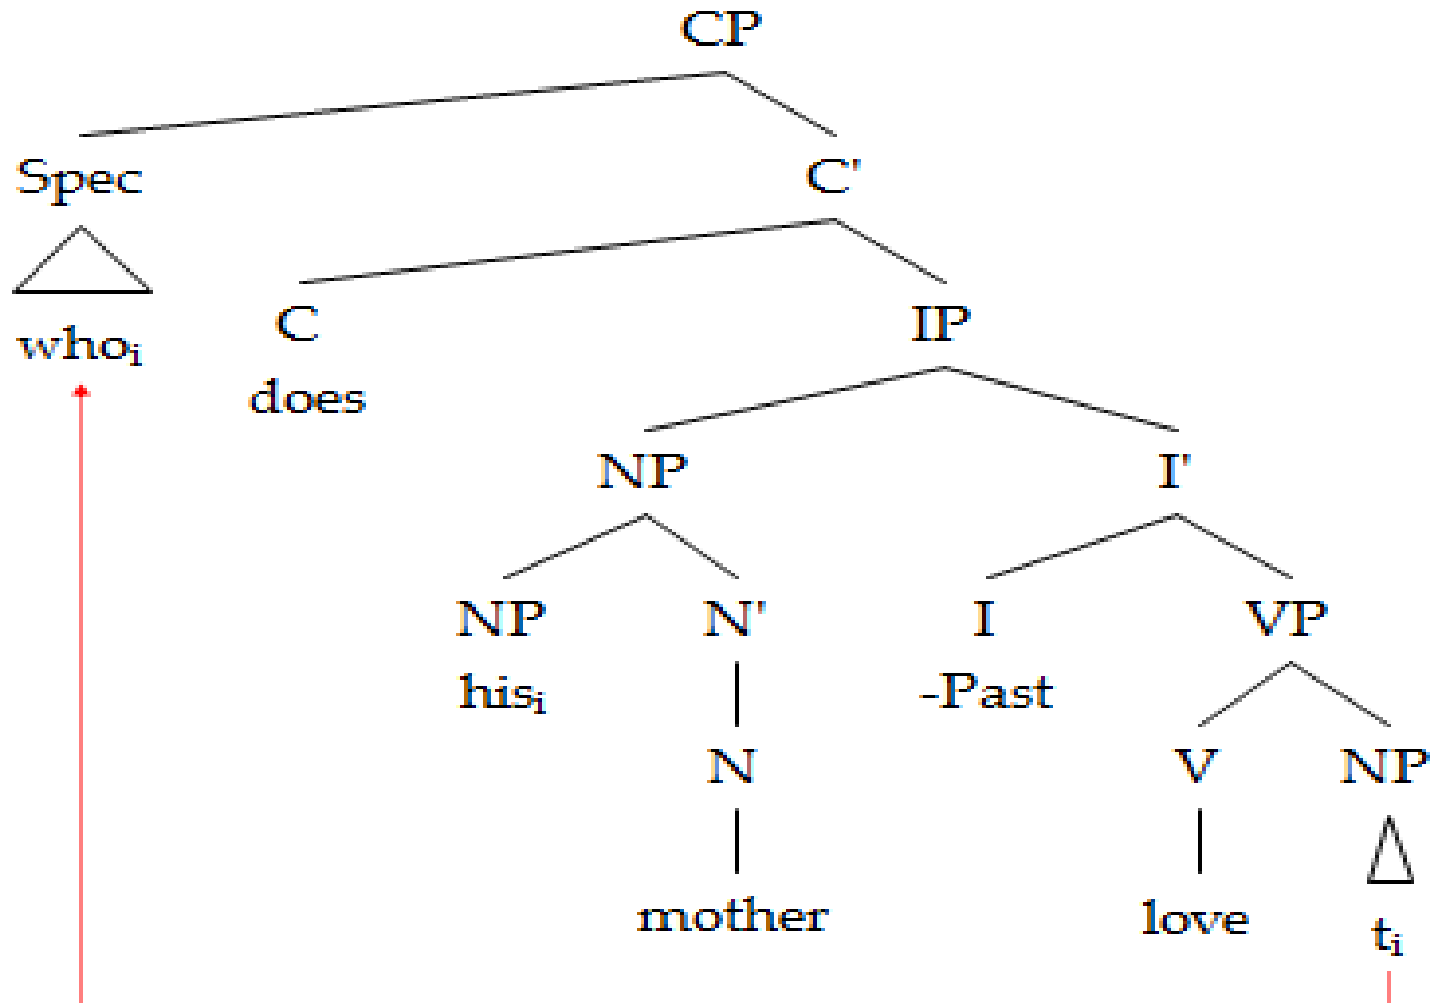 CP
Spec C'
whoᵢ C IP
does
NP I'
NP N' I VP
hisᵢ -Past
N V NP
mother love tᵢ